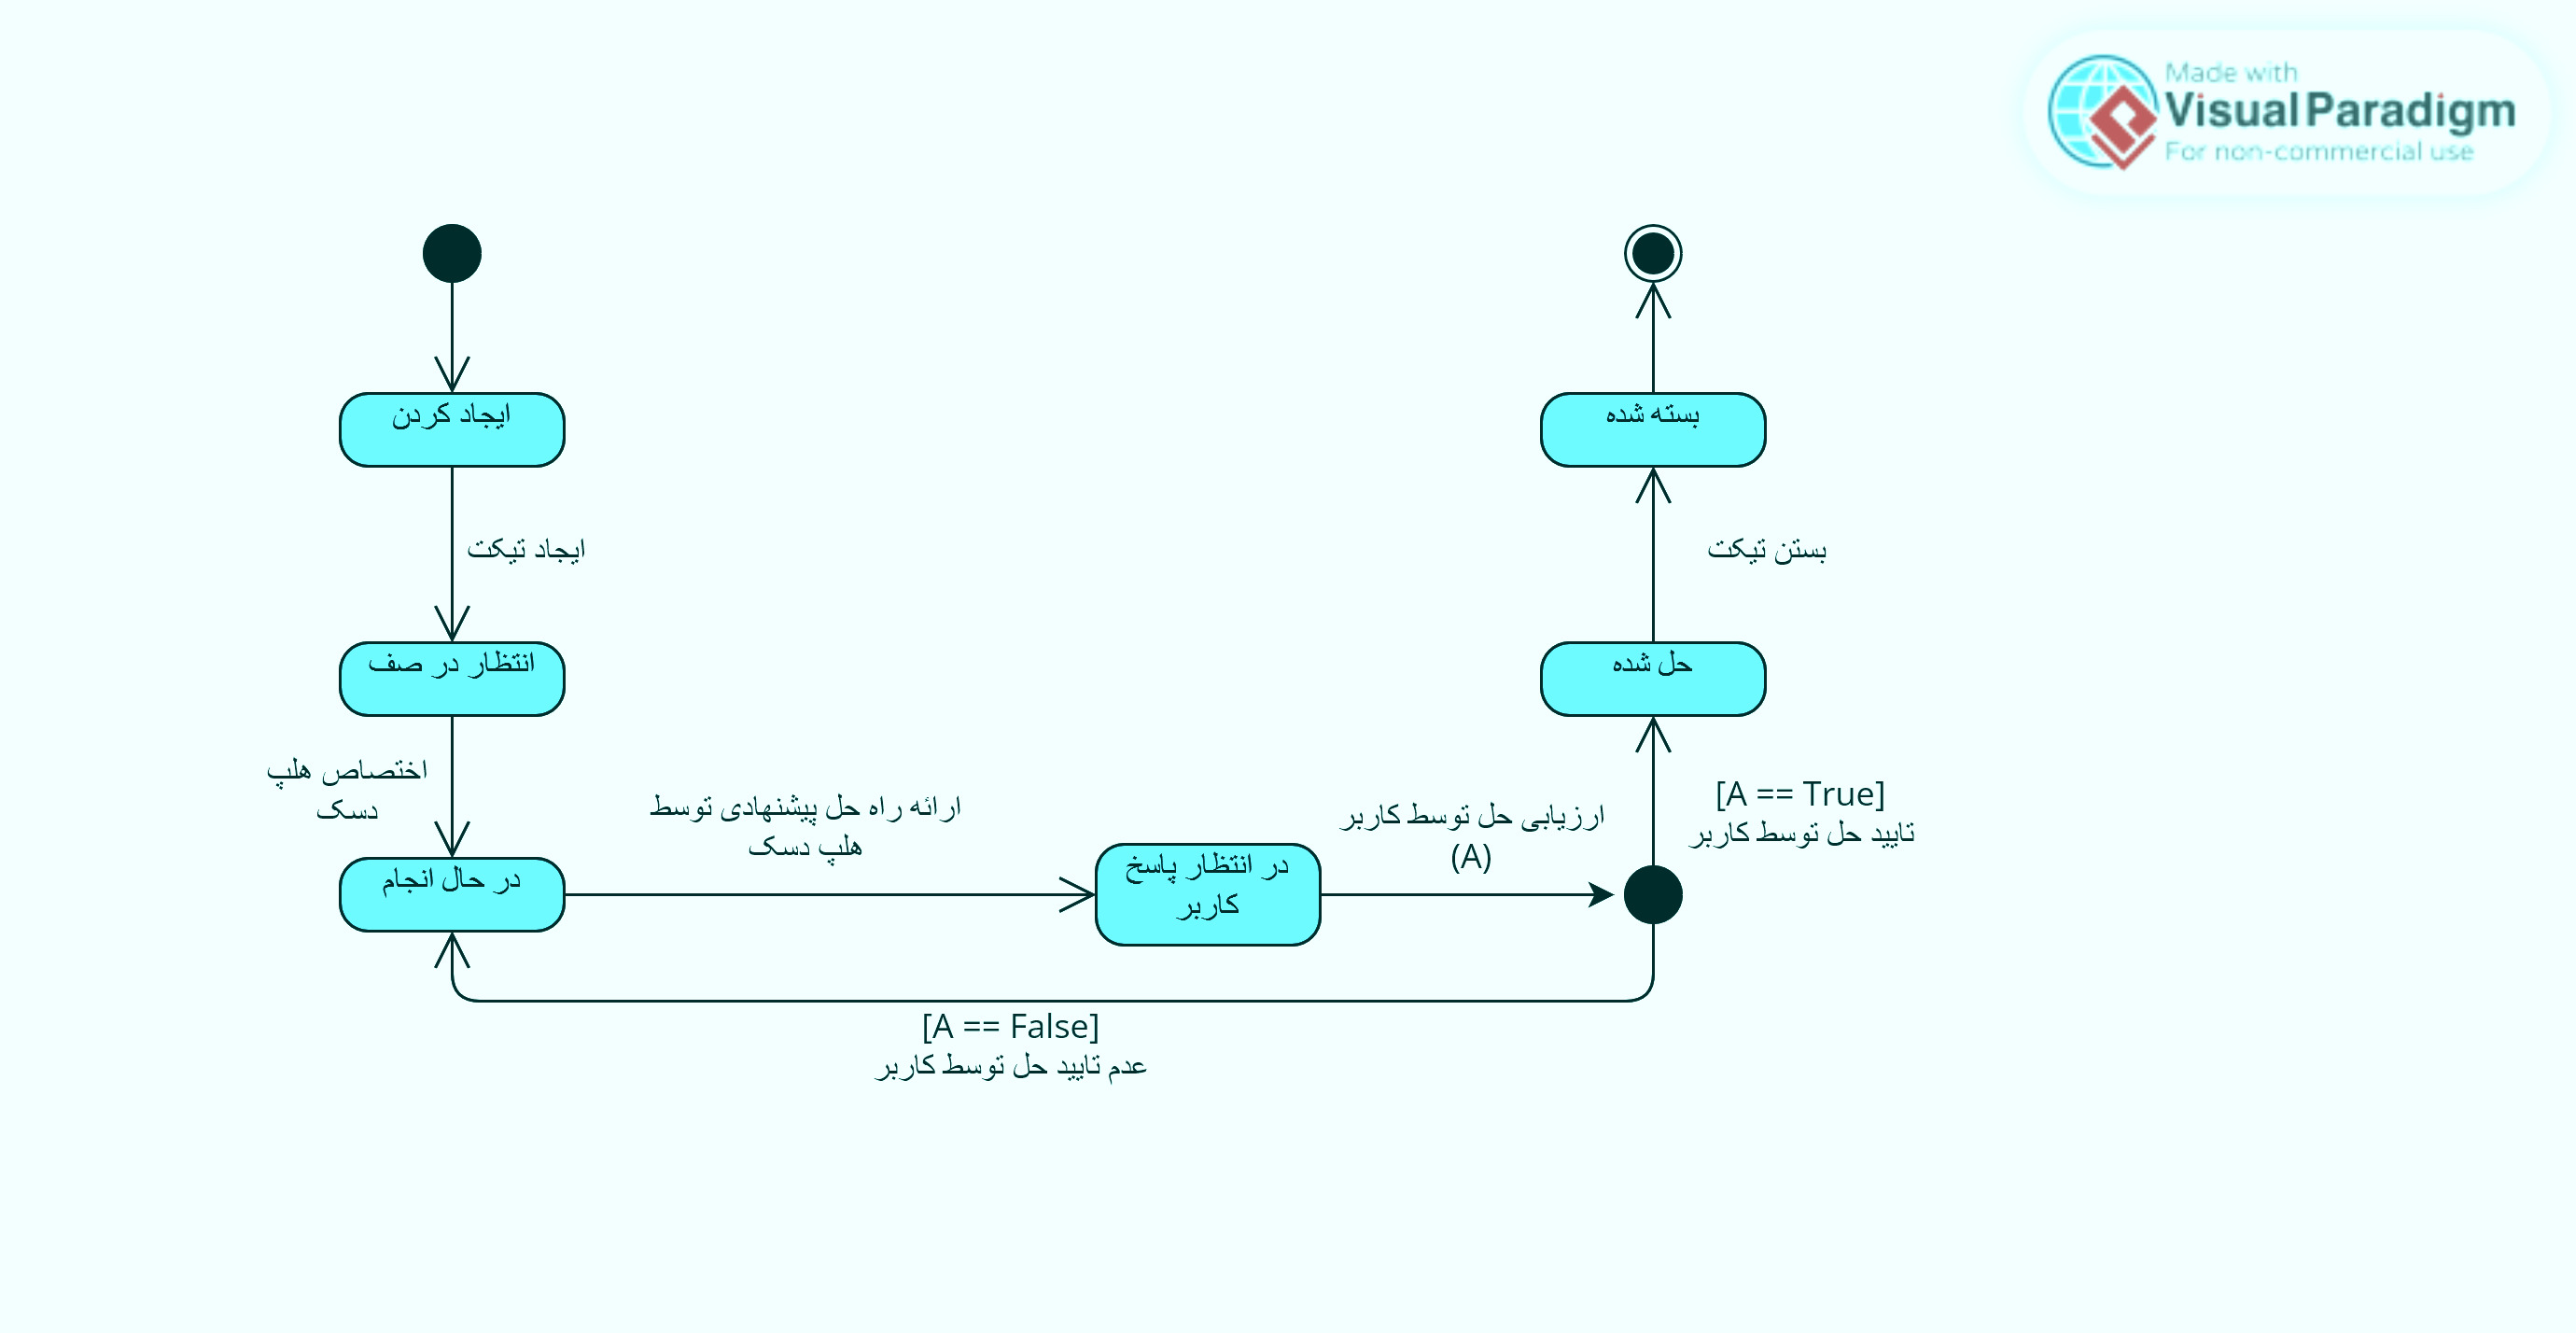 Made with
Visual Paradigm
For non-commercial use
ایجاد کردن
بسته شده
ایجاد تیکت
بستن تیکت
انتظار در صف
حل شده
اختصاص هلپ
دسک
ارائه راه حل پیشنهادی توسط
هلپ دسک
ارزیابی حل توسط کاربر
(A)
[A == True]
تایید حل توسط کاربر
در حال انجام
در انتظار پاسخ
کاربر
[A == False]
عدم تایید حل توسط کاربر